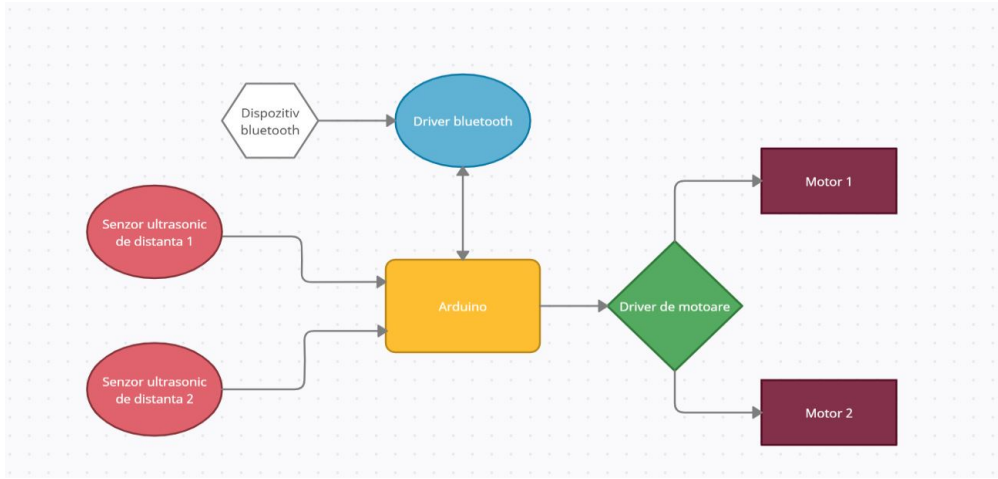 Dispozitiv
bluetooth
Driver bluetooth
Motor 1
Senzor ultrasonic
de distanta 1
Arduino
Driver de motoare
Senzor ultrasonic
de distanta 2
Motor 2